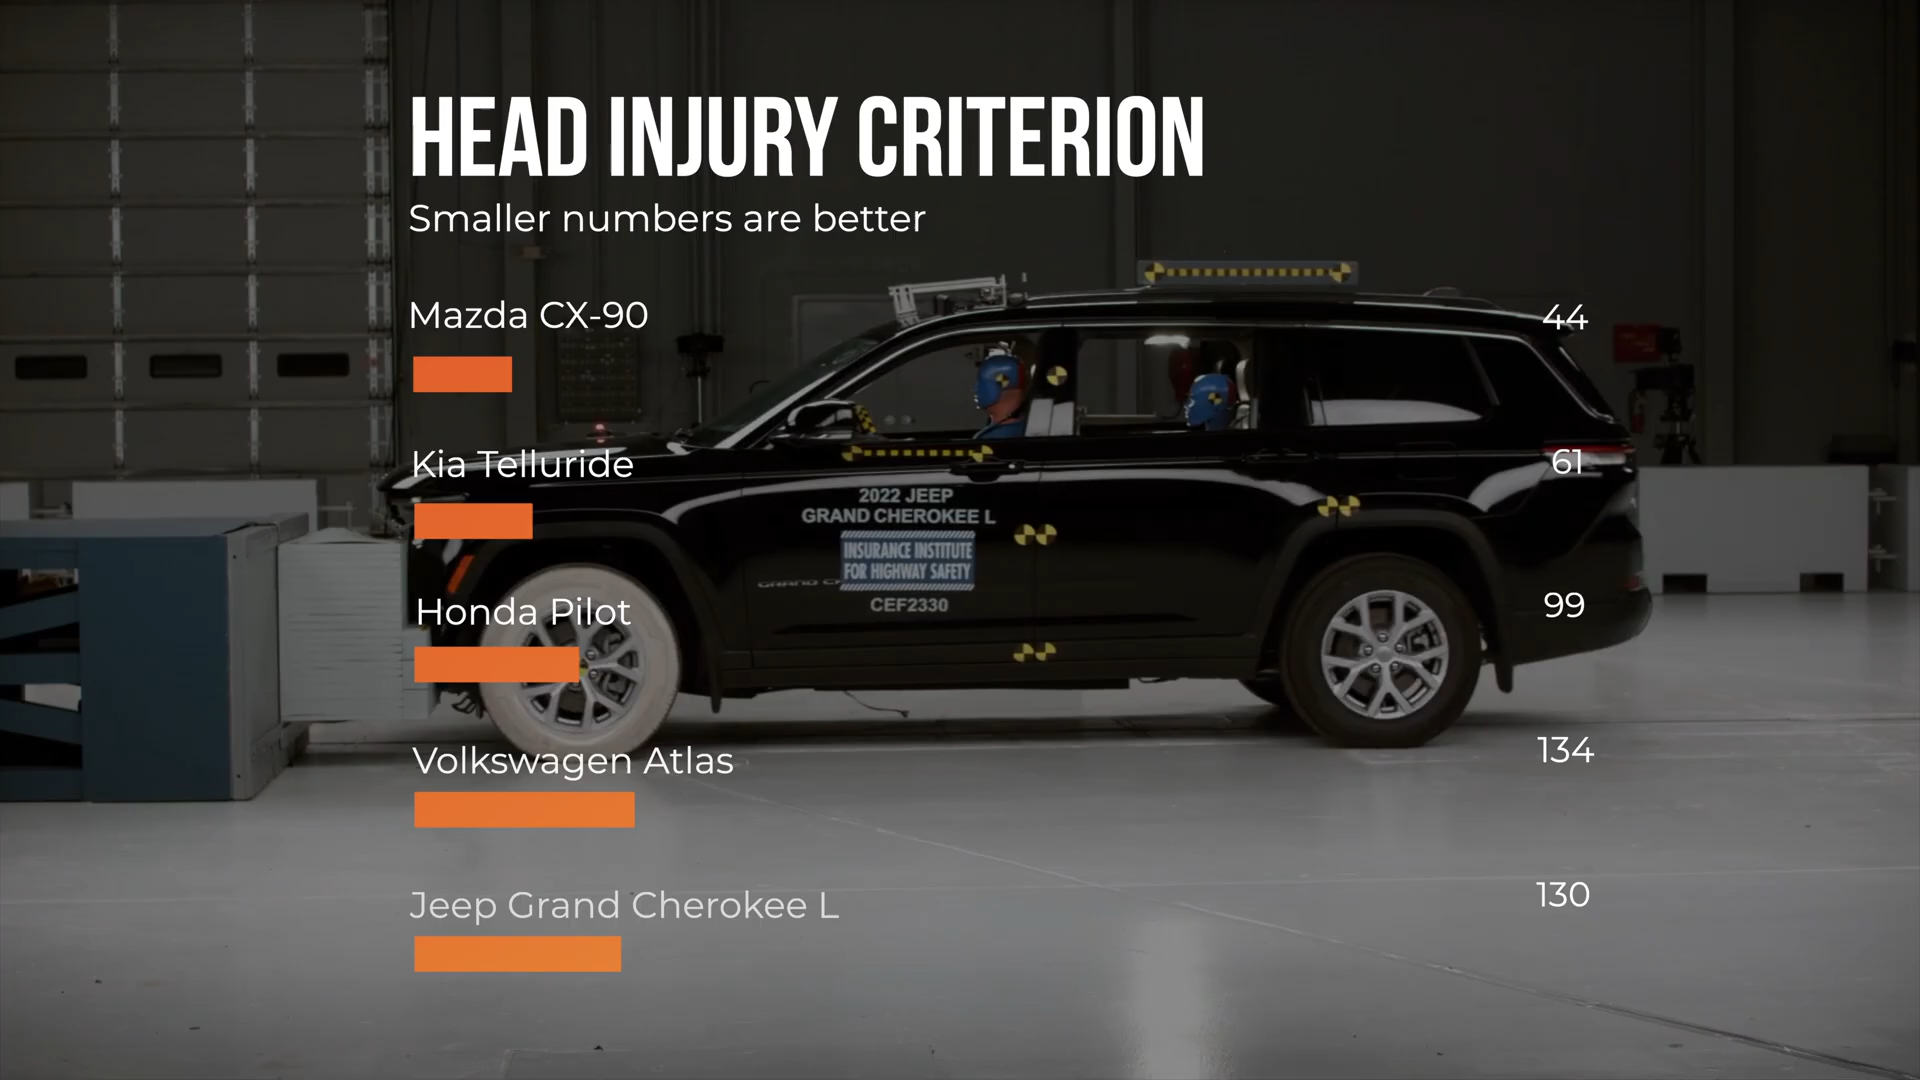 HEAD INJURY CRITERION
Smaller numbers are better
Mazda CX-90 44
Kia Telluride 61
2022 JEEP
GRAND CHEROKEE L
INSURANCE INSTITUTE
FOR HIGHWAY SAFETY
CEF2330
Honda Pilot 99
Volkswagen Atlas 134
Jeep Grand Cherokee L 130